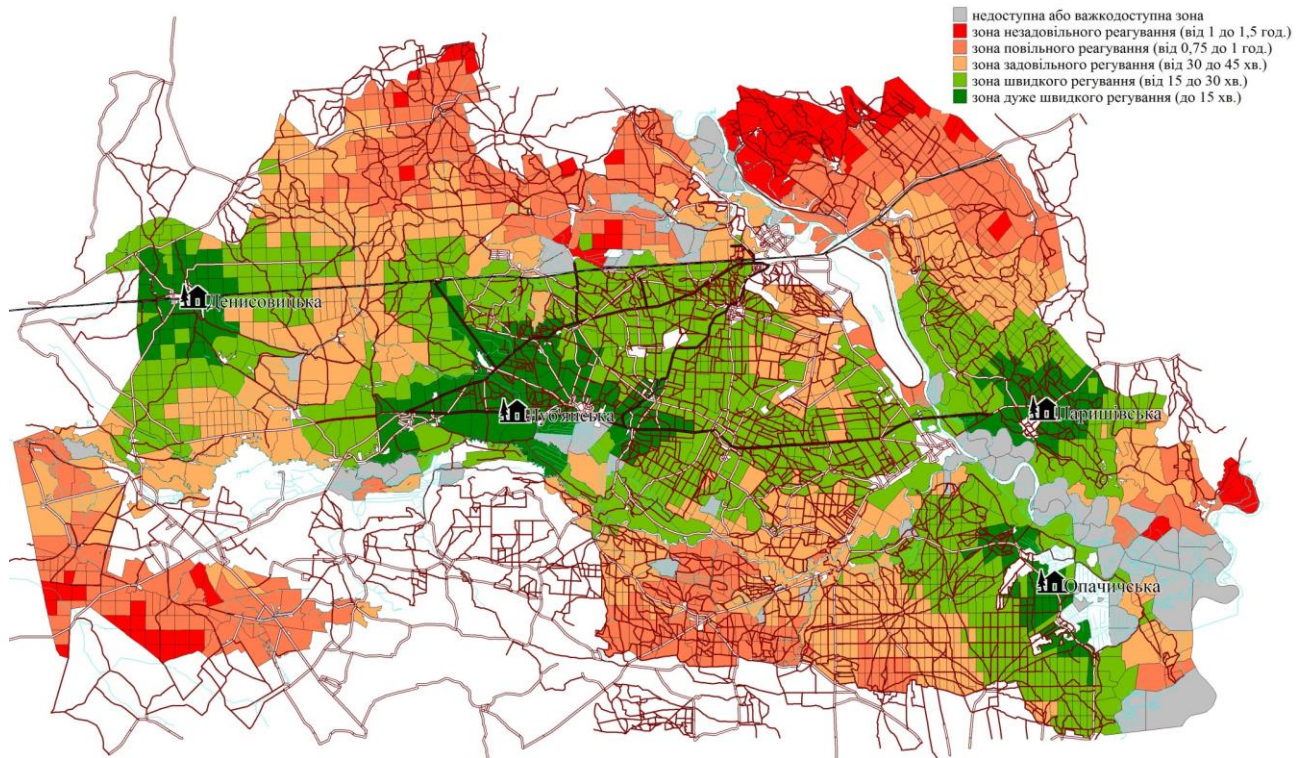 недоступна або важкодоступна зона
зона незадовільного реагування (від 1 до 1,5 год.)
зона повільного реагування (від 0,75 до 1 год.)
зона задовільного регування (від 30 до 45 хв.)
зона швидкого регування (від 15 до 30 хв.)
зона дуже швидкого регування (до 15 хв.)
Денисовицька
Луб'янська
Паришівська
Опачичська